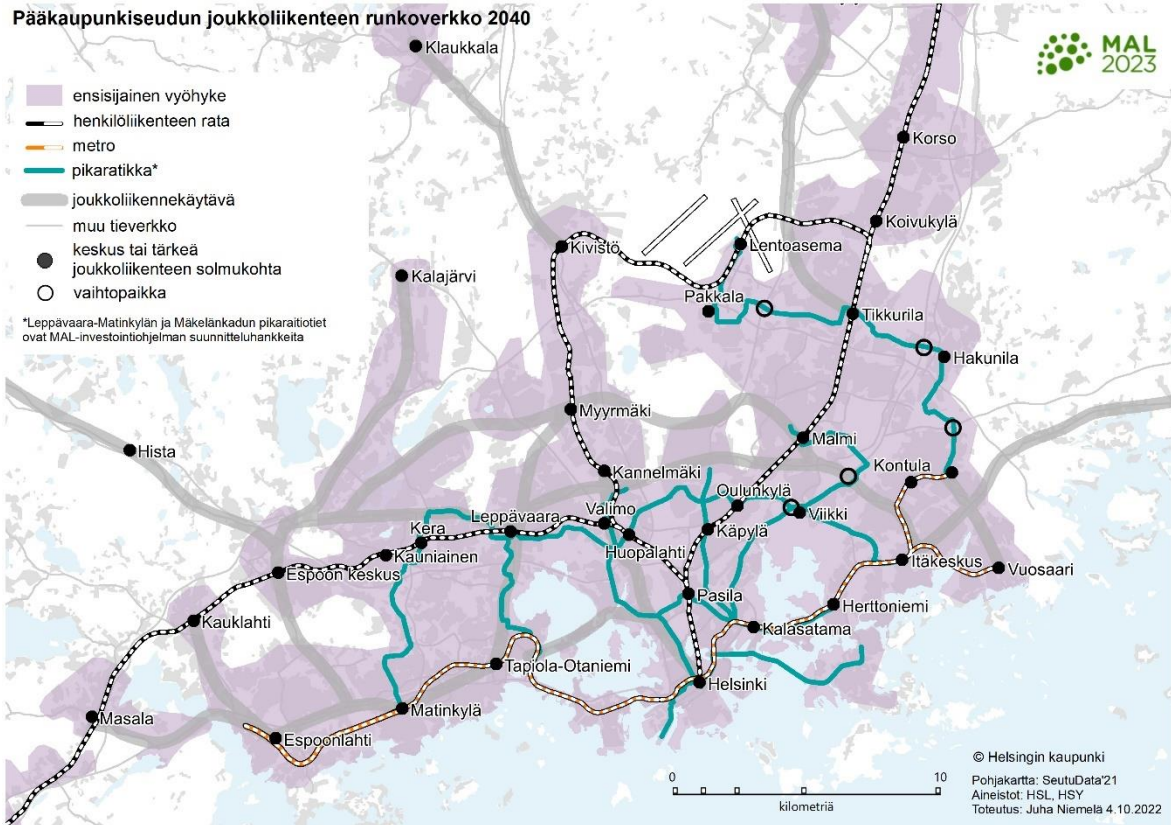 Pääkaupunkiseudun joukkoliikenteen runkoverkko 2040
MAL
2023
ensisijainen vyöhyke
henkilöliikenteen rata
metro
pikaratikka*
joukkoliikennekäytävä
muu tieverkko
keskus tai tärkeä
joukkoliikenteen solmukohta
vaihtopaikka
*Leppävaara-Matinkylän ja Mäkelänkadun pikaraitiotiet
ovat MAL-investointiohjelman suunnitteluhankkeita
Klaukkala
Korso
Koivukylä
Kivistö
Lentoasema
Kalajärvi
Pakkala
Tikkurila
Hakunila
Myyrmäki
Malmi
Hista
Kannelmäki
Kontula
Oulunkylä
Valimo
Viikki
Leppävaara
Kera
Käpylä
Huopalahti
Kauniainen
Itäkeskus
Vuosaari
Espoon keskus
Pasila
Herttoniemi
Kauklahti
Kalasatama
Tapiola-Otaniemi
Helsinki
Matinkylä
Masala
Espoonlahti
0 10
kilometriä
© Helsingin kaupunki
Pohjakartta: SeutuData'21
Aineistot: HSL, HSY
Toteutus: Juha Niemelä 4.10.2022